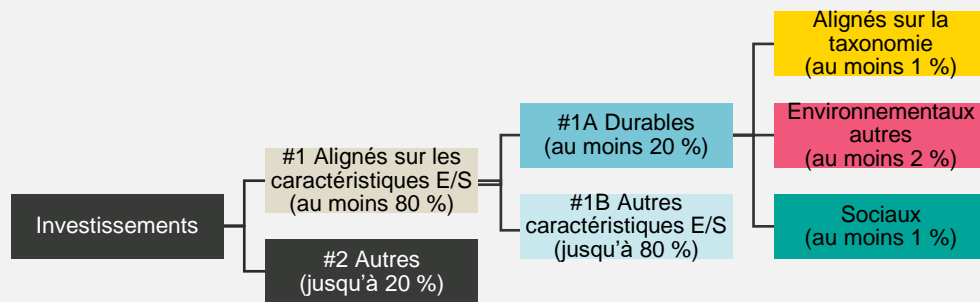 Investissements
#1 Alignés sur les
caractéristiques E/S
(au moins 80 %)
#2 Autres
(jusqu’à 20 %)
#1A Durables
(au moins 20 %)
#1B Autres
caractéristiques E/S
(jusqu’à 80 %)
Alignés sur la
taxonomie
(au moins 1 %)
Environnementaux
autres
(au moins 2 %)
Sociaux
(au moins 1 %)